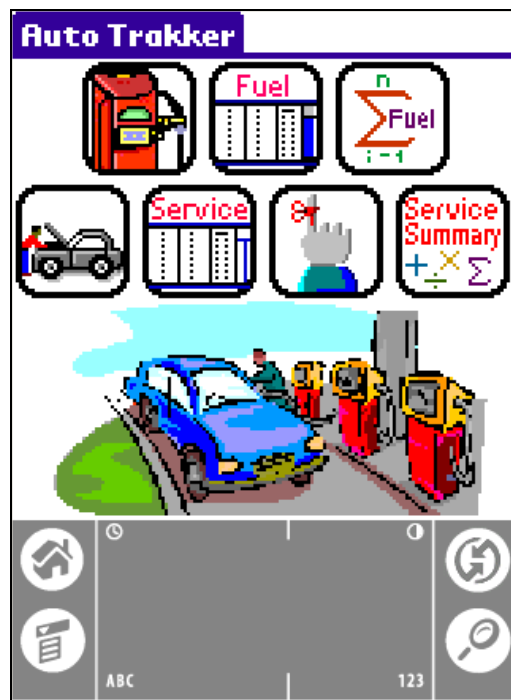 Auto Trakker
Fuel
n
Fuel
i-1
Service
Service
Summary
ABC
123